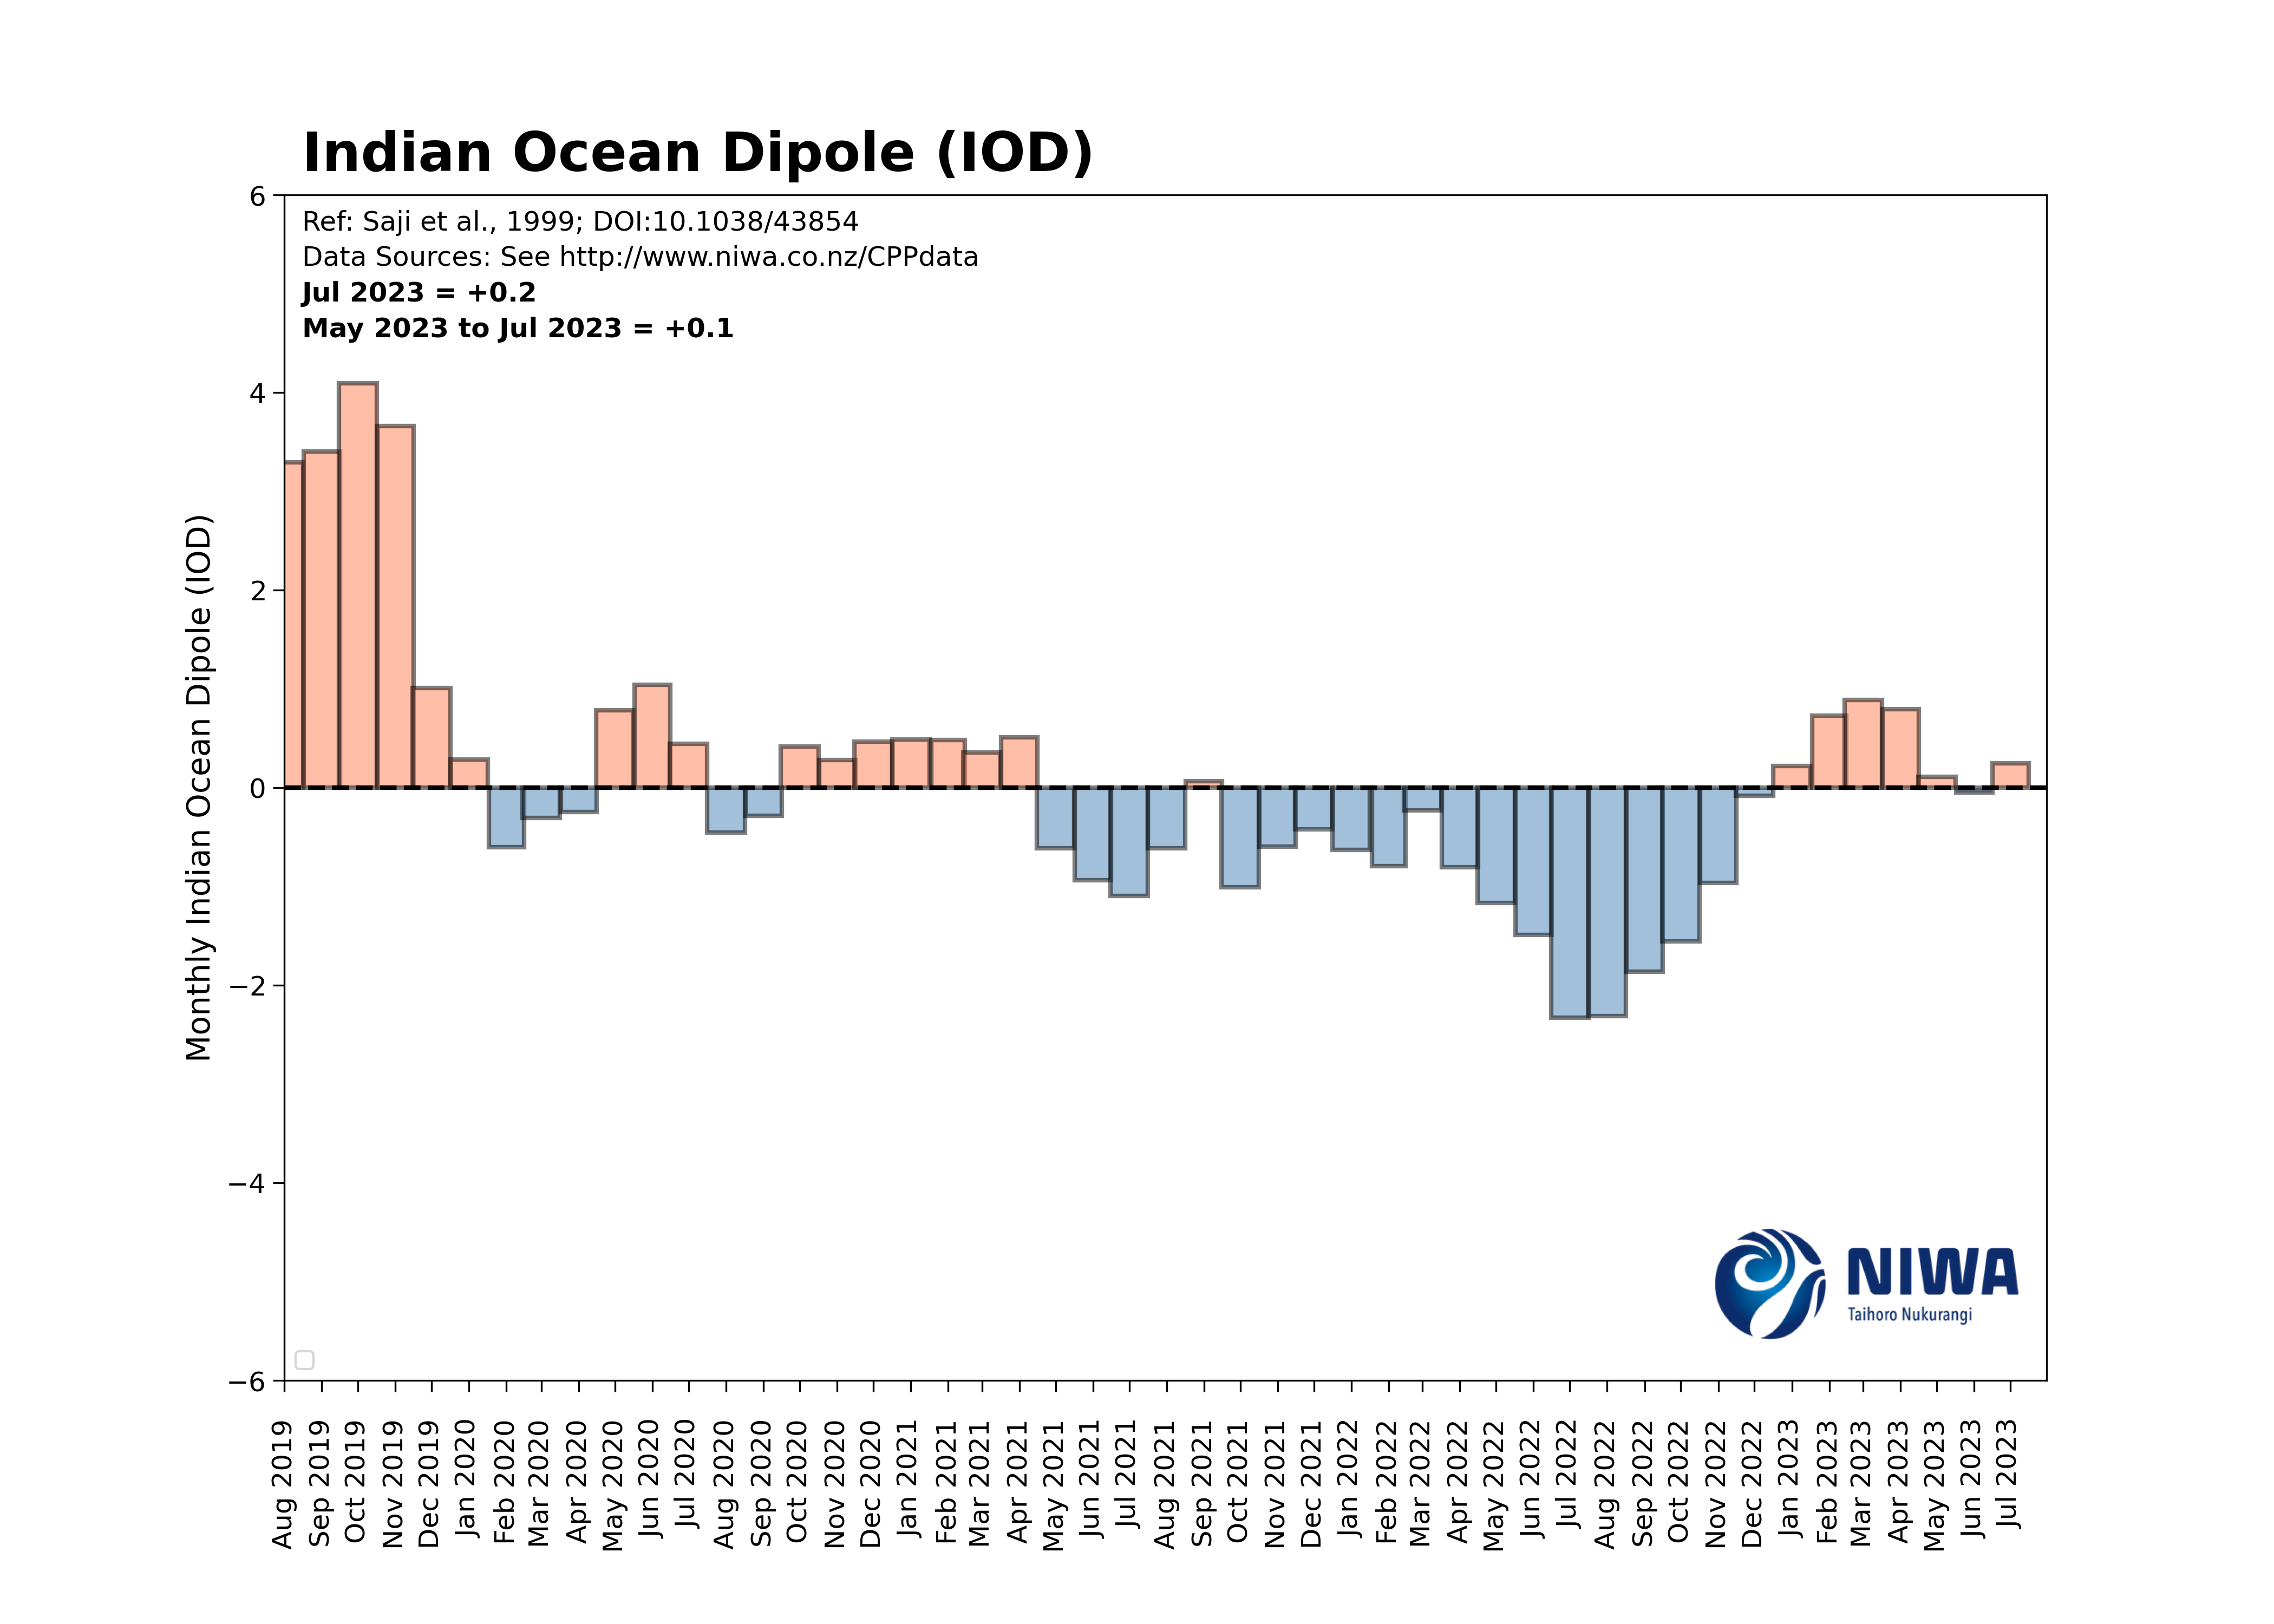 Indian Ocean Dipole (IOD)
Ref: Saji et al., 1999; DOI:10.1038/43854
Data Sources: See http://www.niwa.co.nz/CPPdata
Jul 2023 = +0.2
May 2023 to Jul 2023 = +0.1
Monthly Indian Ocean Dipole (IOD)
6
4
2
0
−2
−4
−6
NIWA
Taihoro Nukurangi
Aug 2019
Sep 2019
Oct 2019
Nov 2019
Dec 2019
Jan 2020
Feb 2020
Mar 2020
Apr 2020
May 2020
Jun 2020
Jul 2020
Aug 2020
Sep 2020
Oct 2020
Nov 2020
Dec 2020
Jan 2021
Feb 2021
Mar 2021
Apr 2021
May 2021
Jun 2021
Jul 2021
Aug 2021
Sep 2021
Oct 2021
Nov 2021
Dec 2021
Jan 2022
Feb 2022
Mar 2022
Apr 2022
May 2022
Jun 2022
Jul 2022
Aug 2022
Sep 2022
Oct 2022
Nov 2022
Dec 2022
Jan 2023
Feb 2023
Mar 2023
Apr 2023
May 2023
Jun 2023
Jul 2023